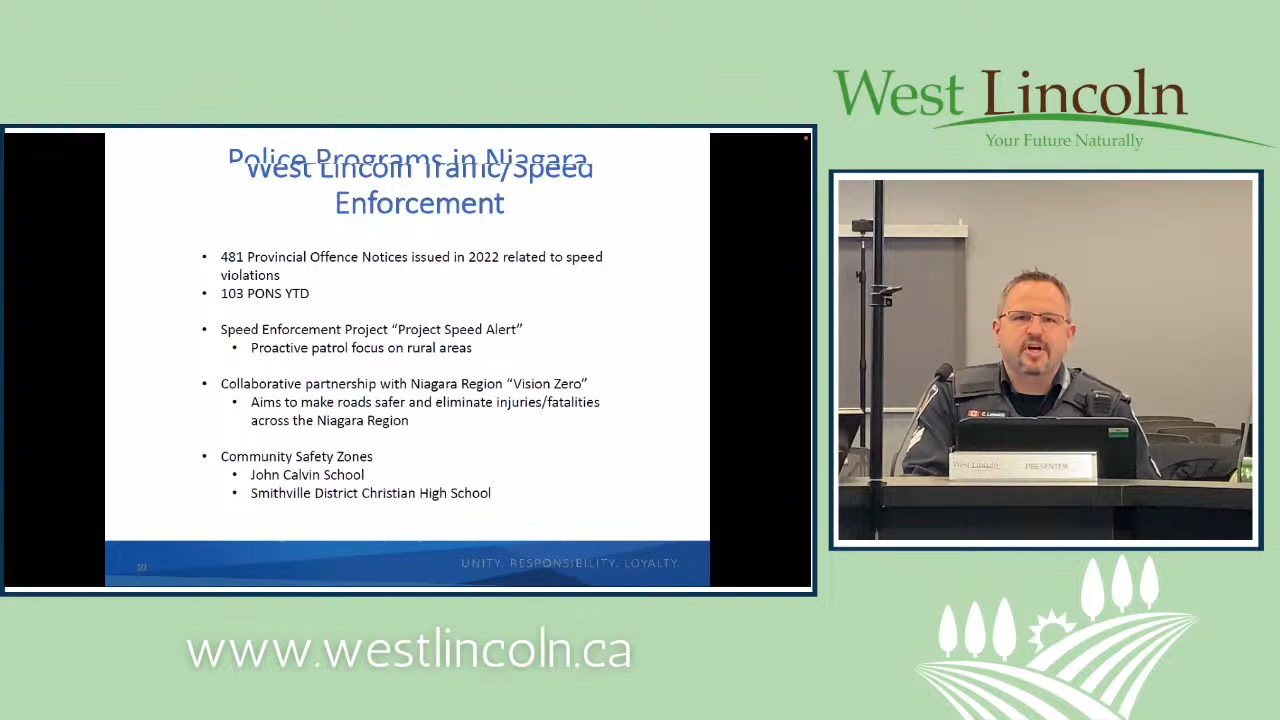 West Lincoln
Your Future Naturally
Police Programs in Niagara
West Lincoln Traffic/Speed
Enforcement
• 481 Provincial Offence Notices issued in 2022 related to speed
violations
• 103 PONS YTD
• Speed Enforcement Project “Project Speed Alert”
• Proactive patrol focus on rural areas
• Collaborative partnership with Niagara Region “Vision Zero”
• Aims to make roads safer and eliminate injuries/fatalities
across the Niagara Region
• Community Safety Zones
• John Calvin School
• Smithville District Christian High School
10
UNITY. RESPONSIBILITY. LOYALTY.
West Lincoln
PRESENTER
www.westlincoln.ca